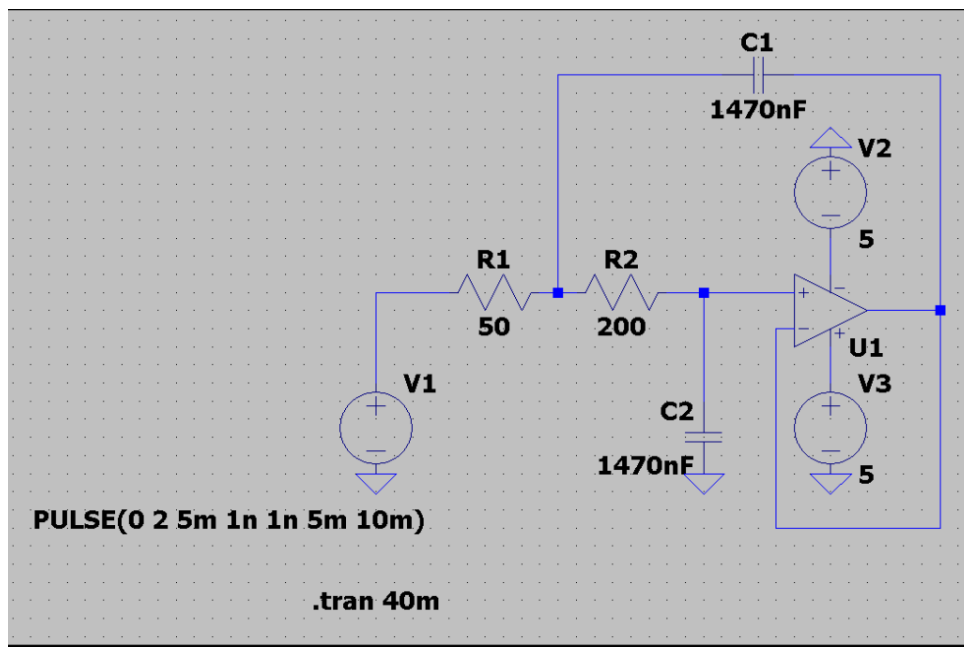 C1
1470nF
V2
5
R1
50
R2
200
U1
V1
V3
5
C2
1470nF
PULSE(0 2 5m 1n 1n 5m 10m)
.tran 40m